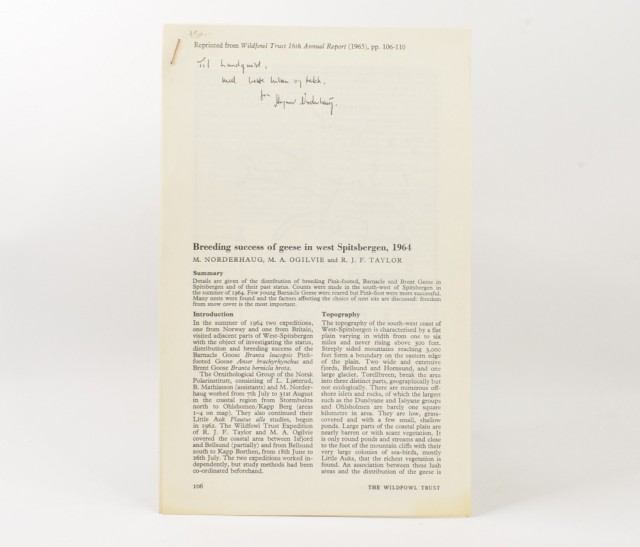 Reprinted from Wildfowl Trust 16th Annual Report (1965), pp. 106-110
Til Lundquist,
med beste hilsen og takk.
fra Magnar Norderhaug.
Breeding success of geese in west Spitsbergen, 1964
M. NORDERHAUG, M. A. OGILVIE and R. J. F. TAYLOR
Summary
Details are given of the distribution of breeding Pink-footed, Barnacle and Brent Geese in
Spitsbergen and of their past status. Counts were made in the south-west of Spitsbergen in
the summer of 1964. Few young Barnacle Geese were reared but Pink-feet were more successful.
Many nests were found and the factors affecting the choice of nest site are discussed: freedom
from snow cover is the most important.
Introduction
In the summer of 1964 two expeditions,
one from Norway and one from Britain,
visited adjacent parts of West-Spitsbergen
with the object of investigating the status,
distribution and breeding success of the
Barnacle Goose Branta leucopsis Pink-
footed Goose Anser brachyrhynchus and
Brent Goose Branta bernicla hrota.
The Ornithological Group of the Norsk
Polarinstitutt, consisting of L. Lieterud,
B. Mathiasson (assistants) and M. Norder-
haug worked from 7th July to 31st August
in the coastal region from Stormbukta
north to Ohlsholmen/Kapp Berg (areas
1-4 on map). They also continued their
Little Auk Plautus alle studies, begun
in 1962. The Wildfowl Trust Expedition
of R. J. F. Taylor and M. A. Ogilvie
covered the coastal area between Isfjord
and Bellsund (partially) and from Bellsund
south to Kapp Borthen, from 18th June to
26th July. The two expeditions worked in-
dependently, but study methods had been
co-ordinated beforehand.
Topography
The topography of the south-west coast of
West-Spitsbergen is characterised by a flat
plain varying in width from one to six
miles and never rising above 500 feet.
Steeply sided mountains reaching 3,000
feet form a boundary on the eastern edge
of the plain. Two wide and extensive
fjords, Bellsund and Hornsund, and one
large glacier, Torellbreen, break the area
into three distinct parts, geographically but
not ecologically. There are numerous off-
shore islets and rocks, of which the largest
such as the Dunöyane and Isöyane groups
and Ohlsholmen are barely one square
kilometer in area. They are low, grass-
covered and with a few small, shallow
ponds. Large parts of the coastal plain are
nearly barren or with scant vegetation. It
is only round ponds and streams and close
to the foot of the mountain cliffs with their
very large colonies of sea-birds, mostly
Little Auks, that the richest vegetation is
found. An association between these lush
areas and the distribution of the geese is
106
THE WILDFOWL TRUST